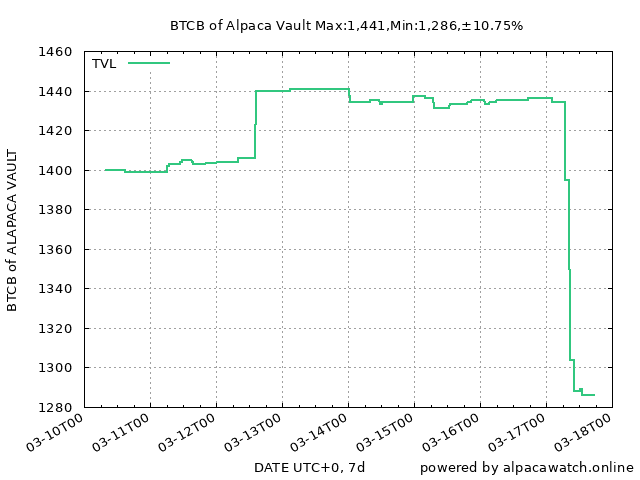 BTCB of Alpaca Vault Max:1,441,Min:1,286,±10.75%
TVL
BTCB of ALAPACA VAULT
1460
1440
1420
1400
1380
1360
1340
1320
1300
1280
03-10T00
03-11T00
03-12T00
03-13T00
03-14T00
03-15T00
03-16T00
03-17T00
03-18T00
DATE UTC+0, 7d
powered by alpacawatch.online